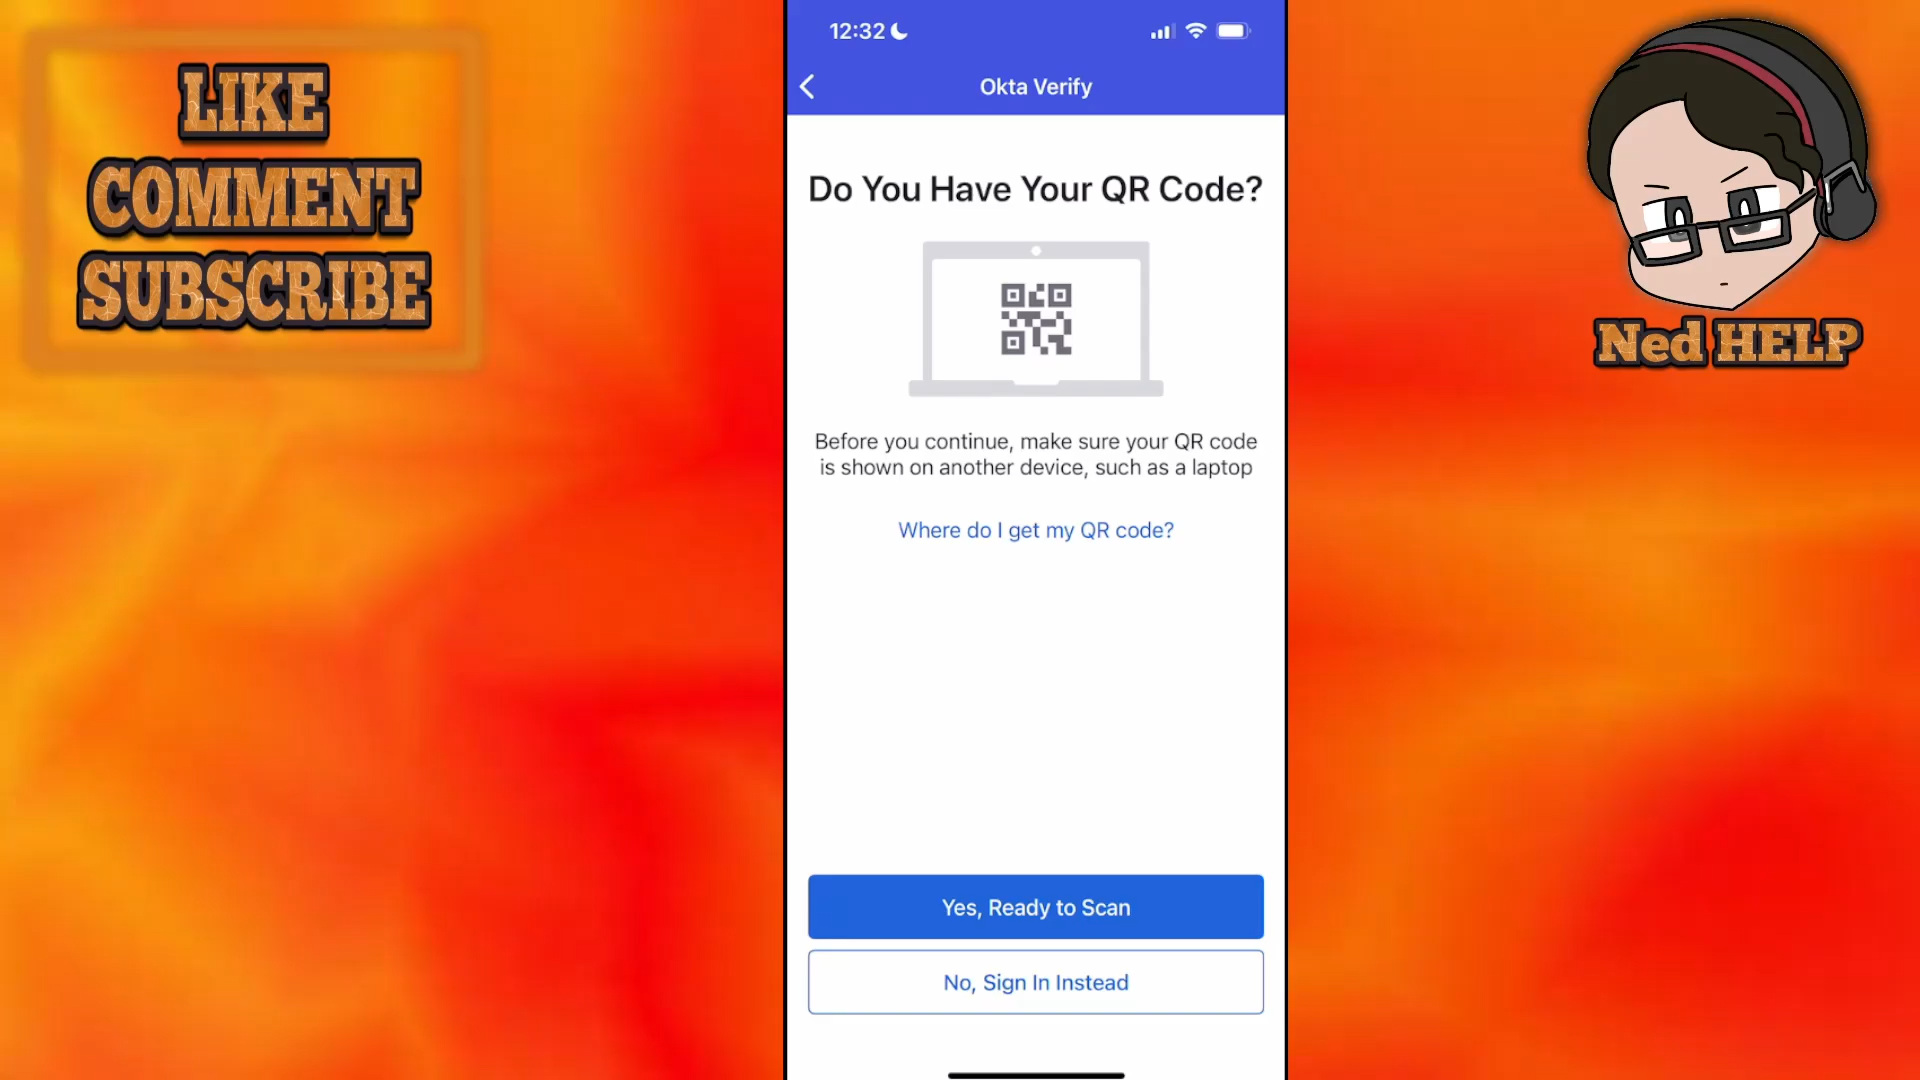 LIKE
COMMENT
SUBSCRIBE
12:32
Okta Verify
Do You Have Your QR Code?
Before you continue, make sure your QR code
is shown on another device, such as a laptop
Where do I get my QR code?
Yes, Ready to Scan
No, Sign In Instead
Ned HELP